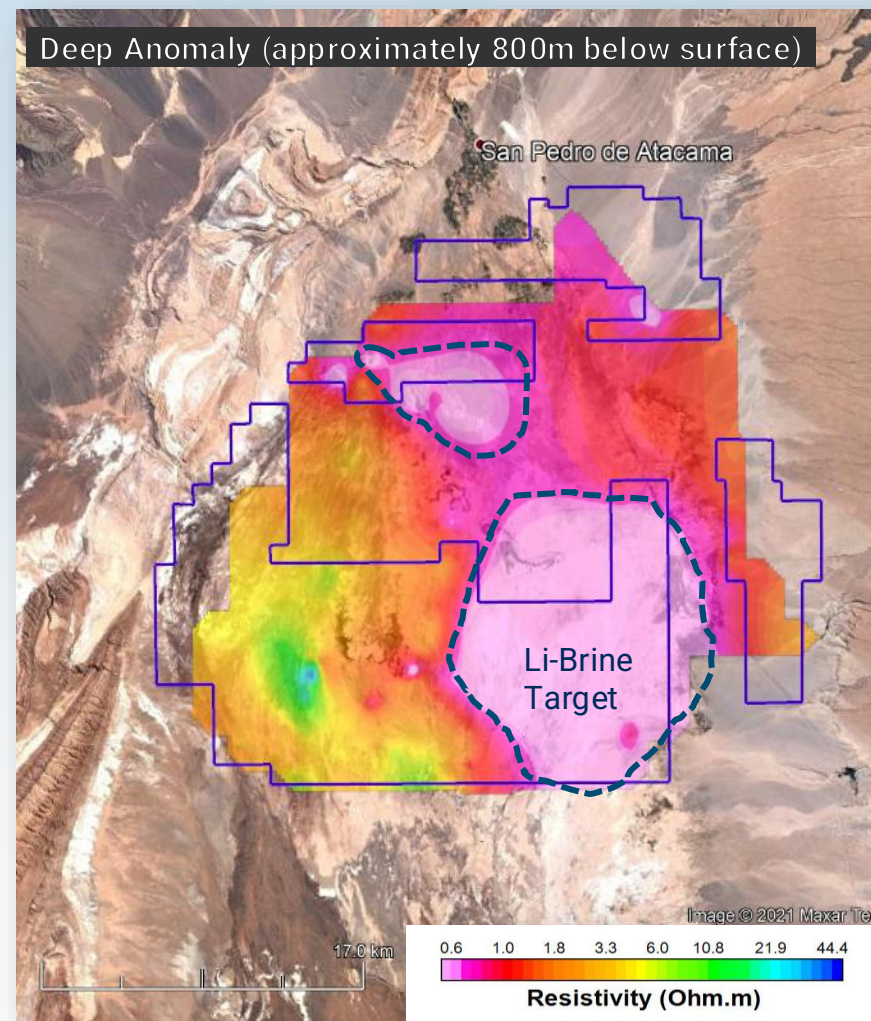 Deep Anomaly (approximately 800m below surface)
San Pedro de Atacama
Li-Brine
Target
Image © 2021 Maxar Te
17.0 km
0.6 1.0 1.8 3.3 6.0 10.8 21.9 44.4
Resistivity (Ohm.m)